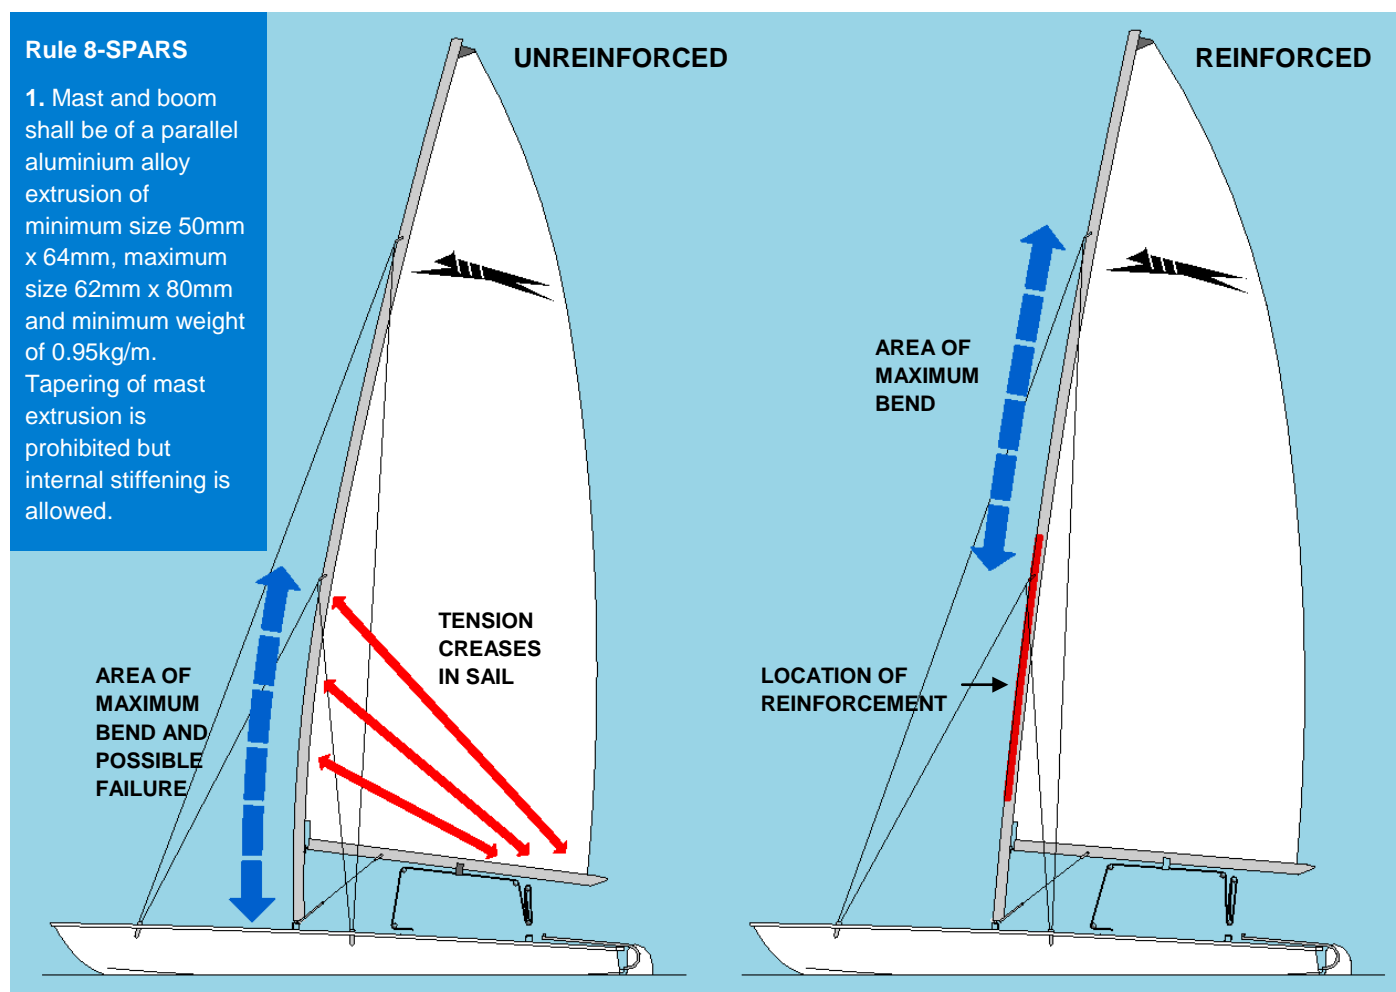 Rule 8-SPARS
1. Mast and boom
shall be of a parallel
aluminium alloy
extrusion of
minimum size 50mm
x 64mm, maximum
size 62mm x 80mm
and minimum weight
of 0.95kg/m.
Tapering of mast
extrusion is
prohibited but
internal stiffening is
allowed.
UNREINFORCED
AREA OF
MAXIMUM
BEND AND
POSSIBLE
FAILURE
TENSION
CREASES
IN SAIL
REINFORCED
AREA OF
MAXIMUM
BEND
LOCATION OF
REINFORCEMENT